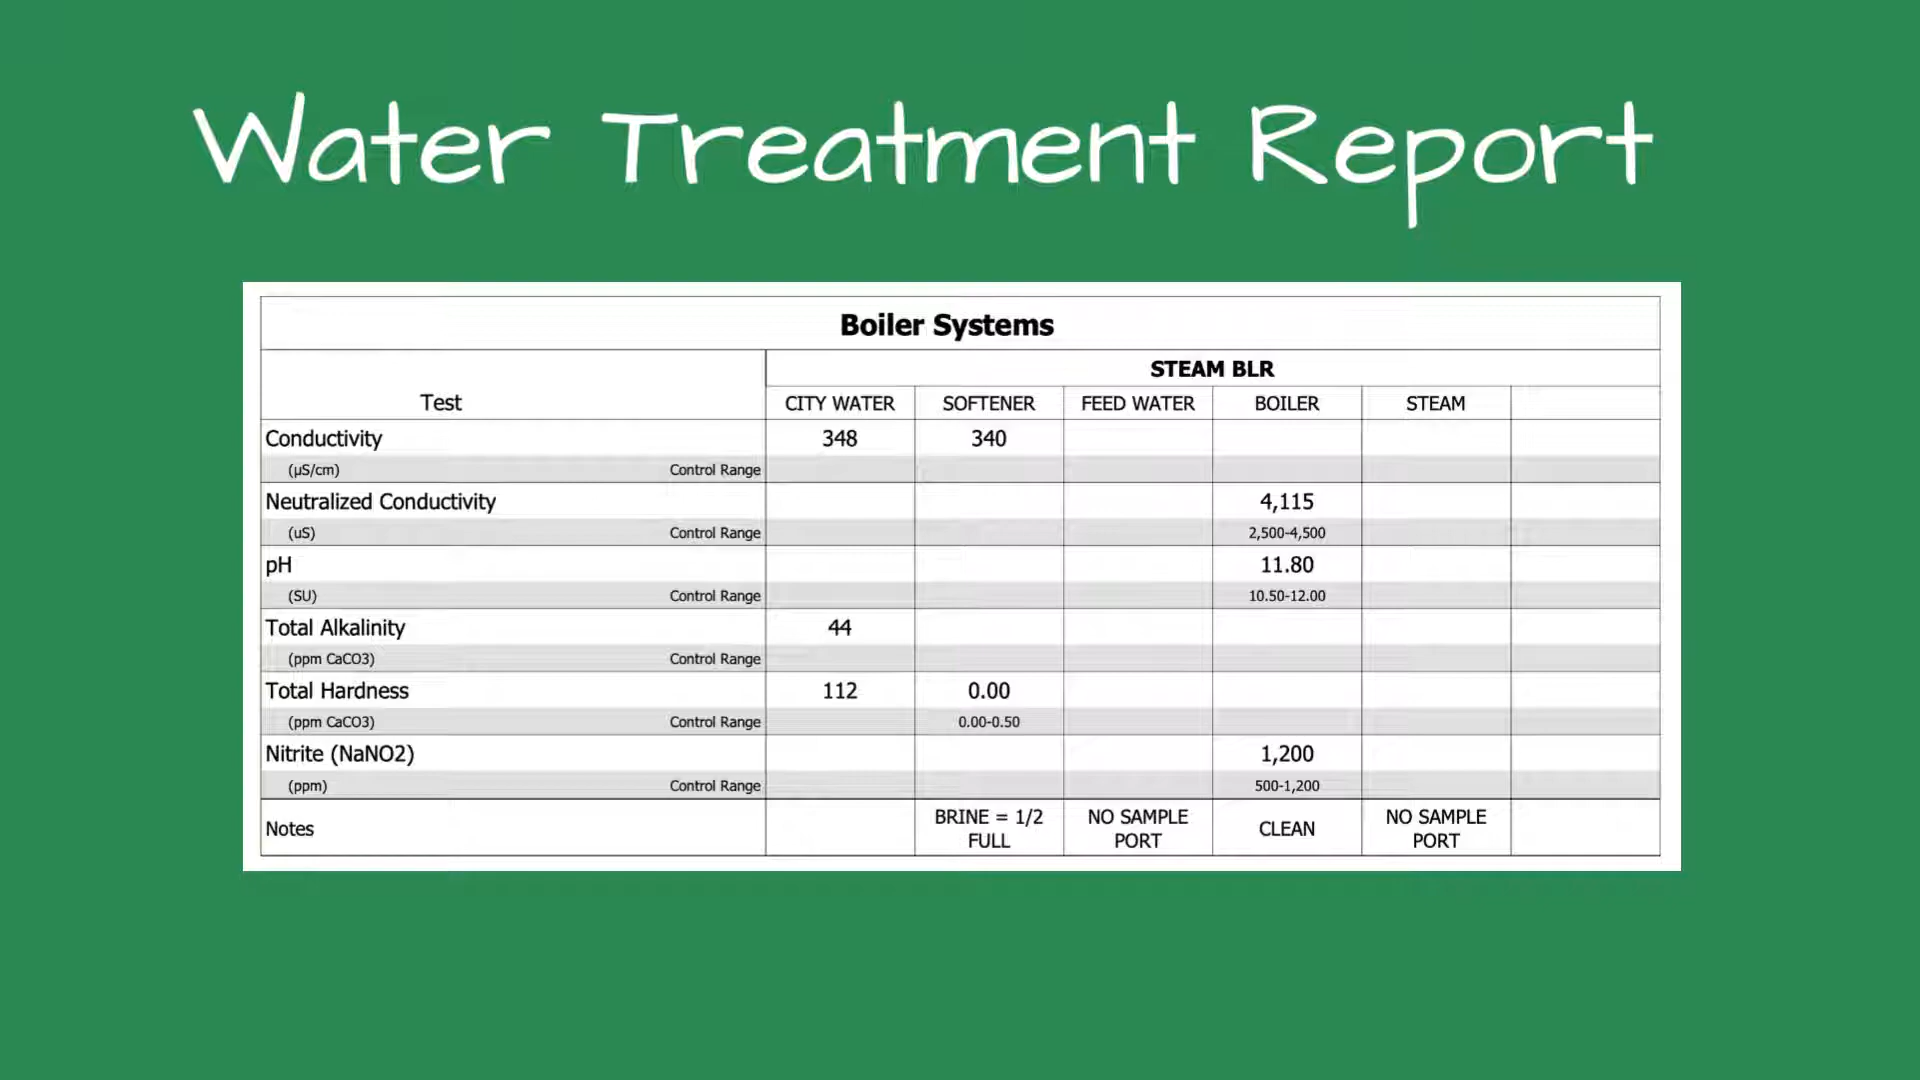 Water Treatment Report
Boiler Systems
STEAM BLR
Test CITY WATER SOFTENER FEED WATER BOILER STEAM
Conductivity 348 340
(µS/cm) Control Range
Neutralized Conductivity 4,115
(uS) Control Range 2,500-4,500
pH 11.80
(SU) Control Range 10.50-12.00
Total Alkalinity 44
(ppm CaCO3) Control Range
Total Hardness 112 0.00
(ppm CaCO3) Control Range 0.00-0.50
Nitrite (NaNO2) 1,200
(ppm) Control Range 500-1,200
Notes BRINE = 1/2 FULL NO SAMPLE PORT CLEAN NO SAMPLE PORT